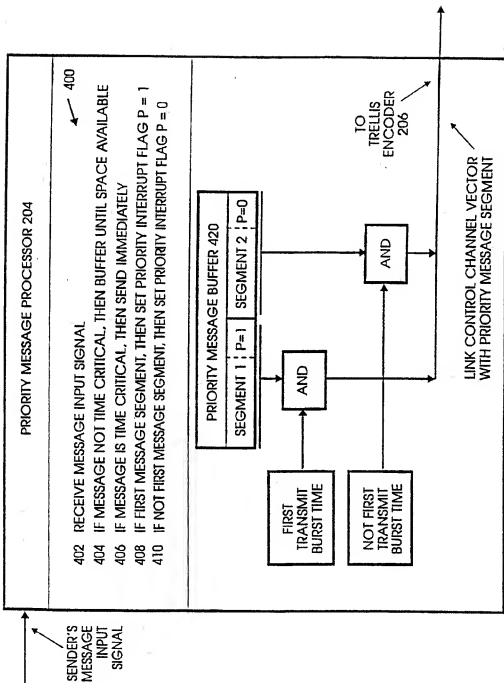 PRIORITY MESSAGE PROCESSOR 204
SENDER'S
MESSAGE
INPUT
SIGNAL
400
402 RECEIVE MESSAGE INPUT SIGNAL
404 IF MESSAGE NOT TIME CRITICAL, THEN BUFFER UNTIL SPACE AVAILABLE
406 IF MESSAGE IS TIME CRITICAL, THEN SEND IMMEDIATELY
408 IF FIRST MESSAGE SEGMENT, THEN SET PRIORITY INTERRUPT FLAG P = 1
410 IF NOT FIRST MESSAGE SEGMENT, THEN SET PRIORITY INTERRUPT FLAG P = 0
PRIORITY MESSAGE BUFFER 420
SEGMENT 1 P=1 SEGMENT 2 P=0
FIRST
TRANSMIT
BURST TIME
AND
NOT FIRST
TRANSMIT
BURST TIME
AND
TO
TRELLIS
ENCODER
206
LINK CONTROL CHANNEL VECTOR
WITH PRIORITY MESSAGE SEGMENT